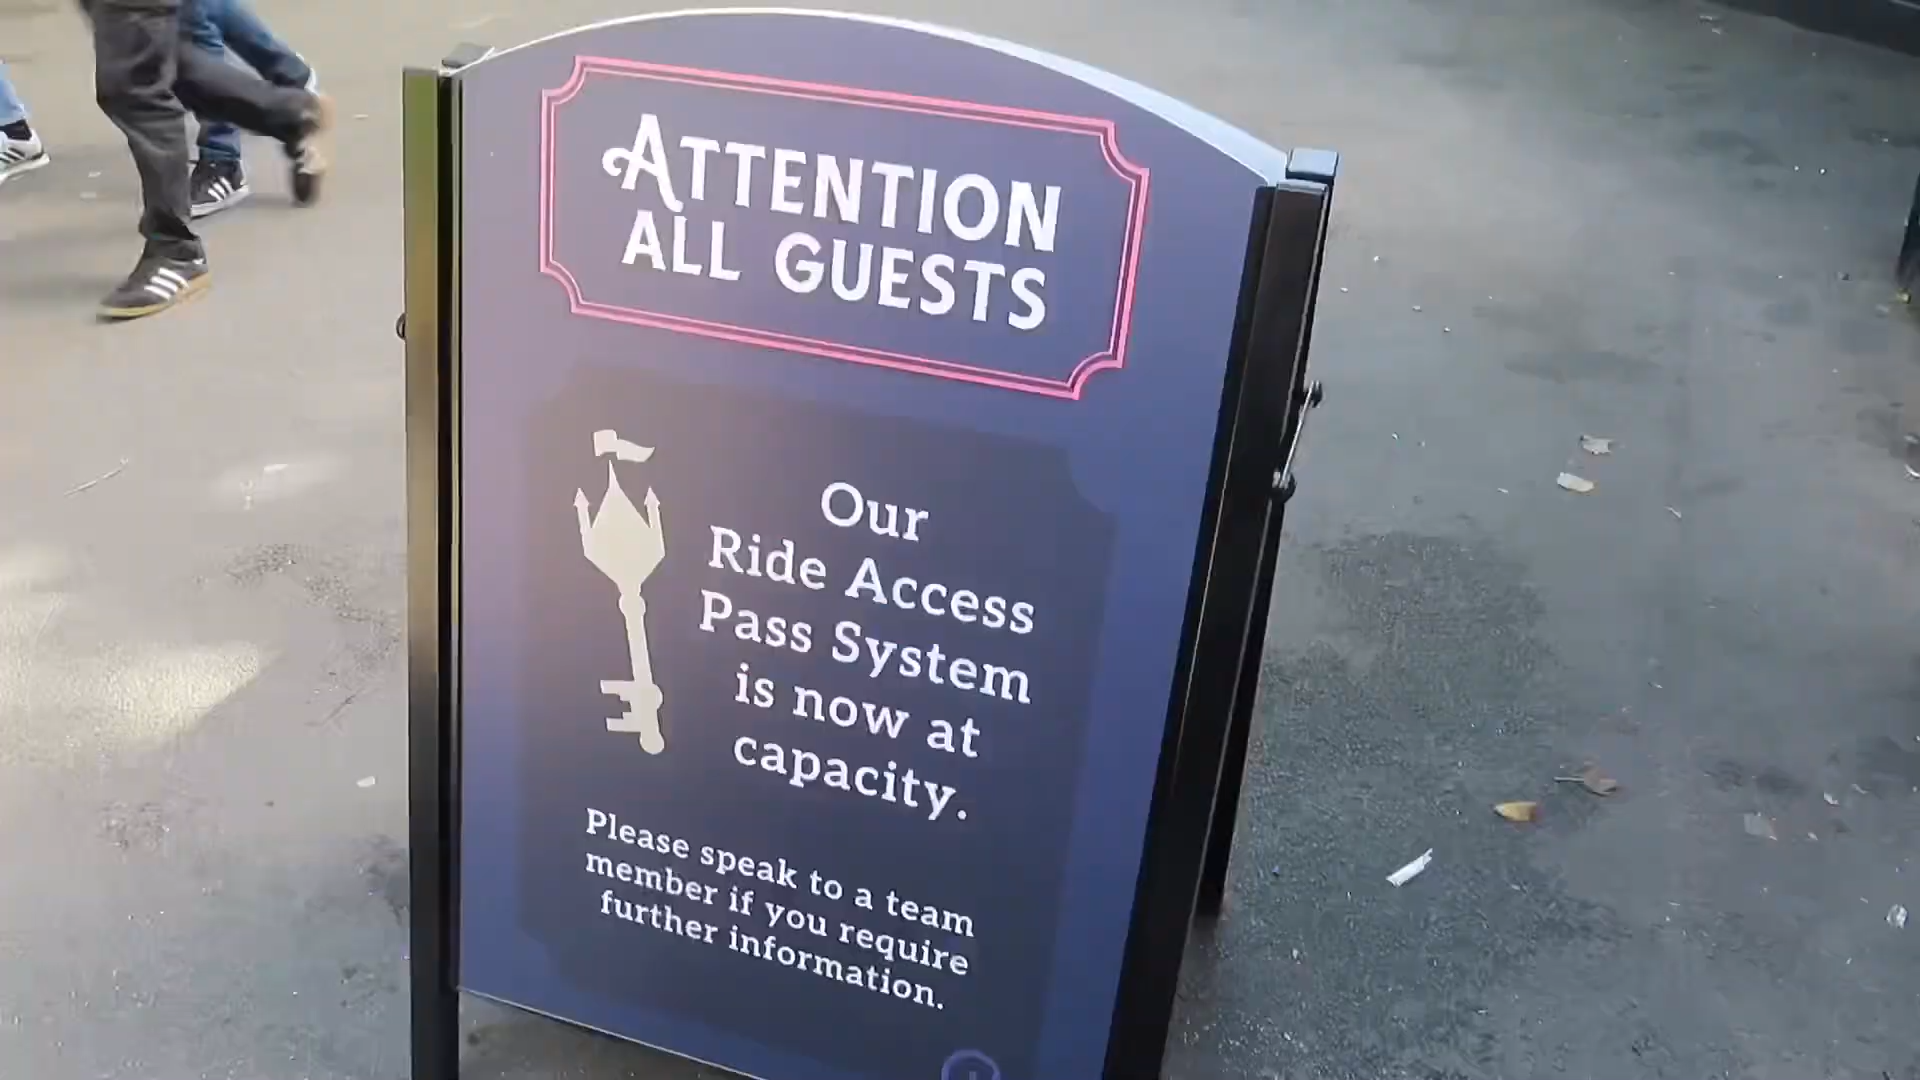 ATTENTION
ALL GUESTS
Our
Ride Access
Pass System
is now at
capacity.
Please speak to a team
member if you require
further information.